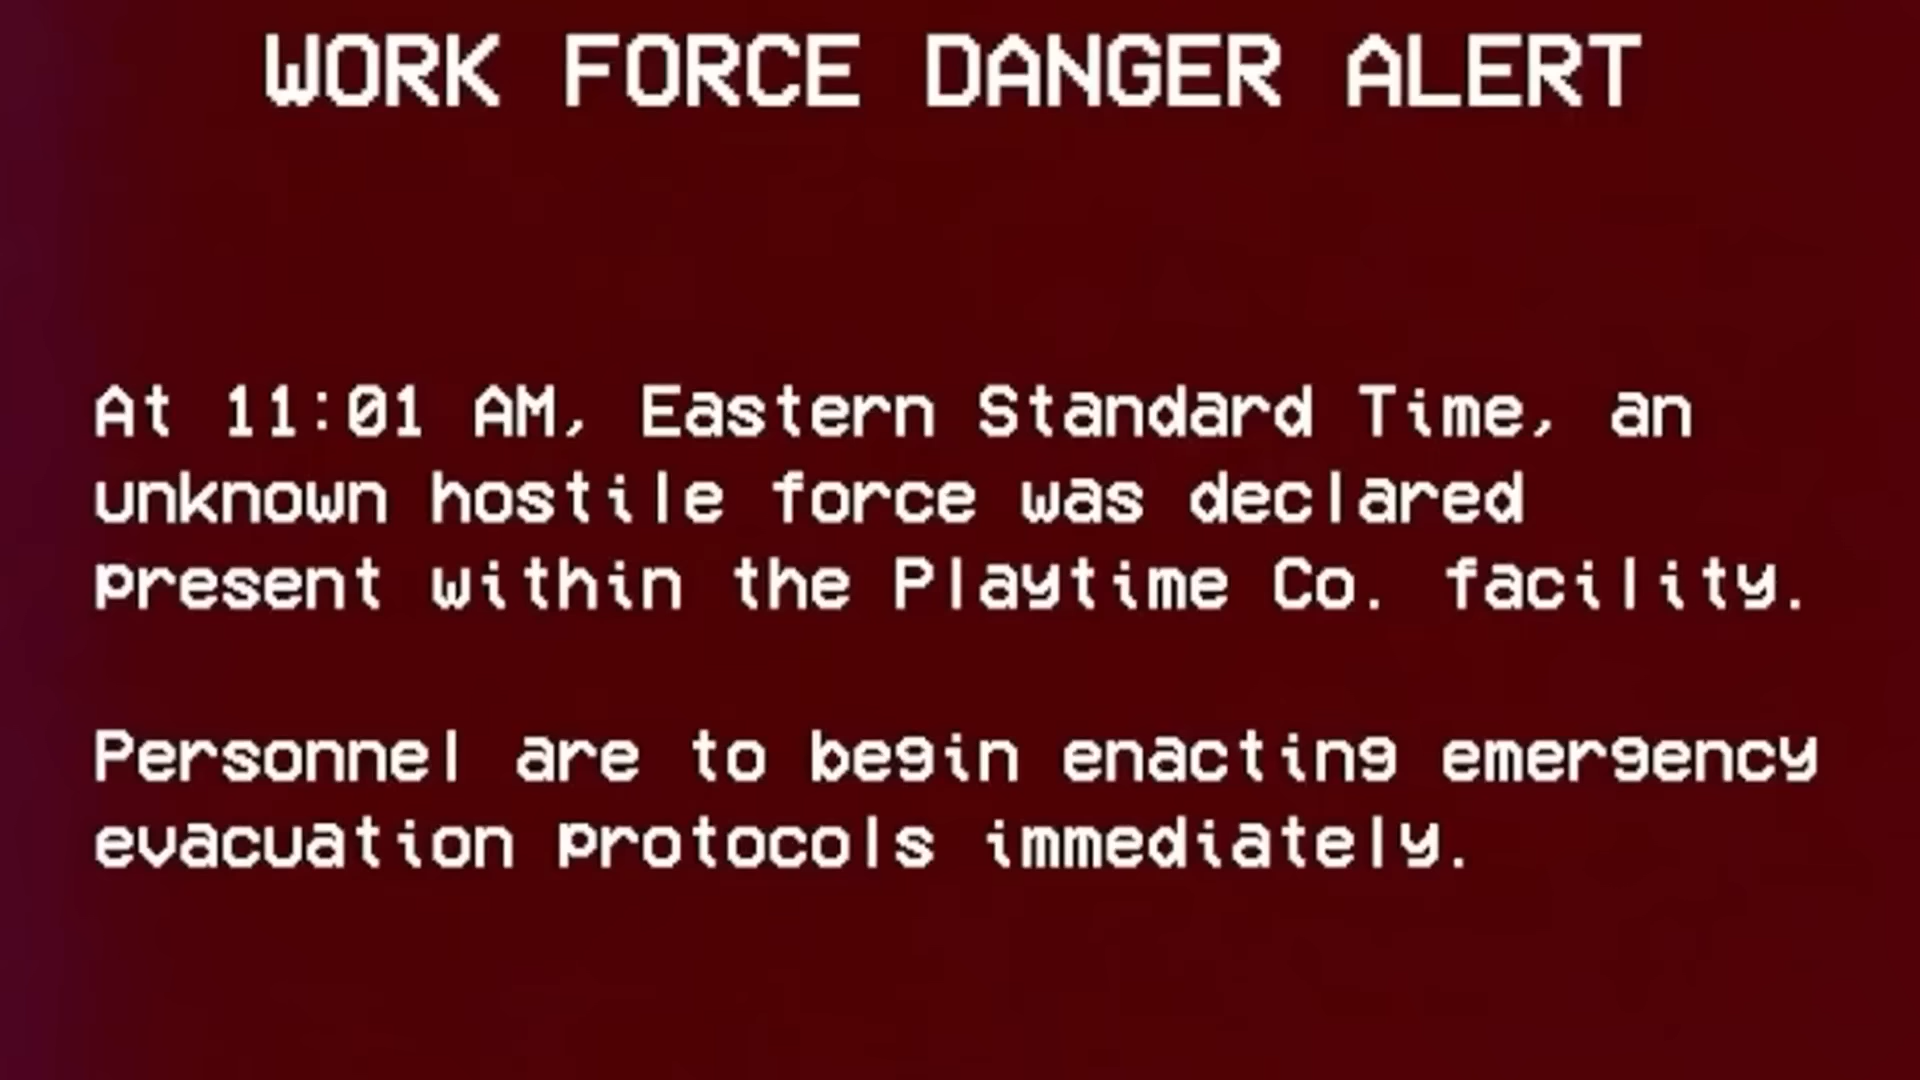 WORK FORCE DANGER ALERT
At 11:01 AM, Eastern Standard Time, an
unknown hostile force was declared
present within the Playtime Co. facility.
Personnel are to begin enacting emergency
evacuation protocols immediately.